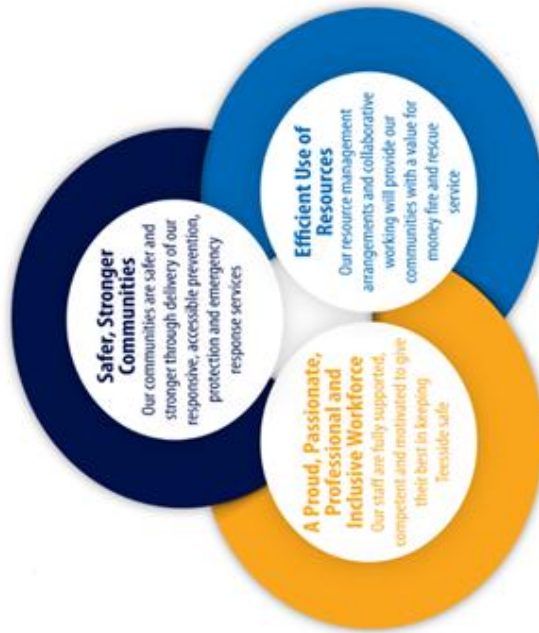 Safer, Stronger
Communities
Our communities are safer and
stronger through delivery of our
responsive, accessible prevention,
protection and emergency
response services
A Proud, Passionate,
Professional and
Inclusive Workforce
Our staff are fully supported,
competent and motivated to give
their best in keeping
Teesside safe
Efficient Use of
Resources
Our resource management
arrangements and collaborative
working will provide our
communities with a value for
money fire and rescue
service